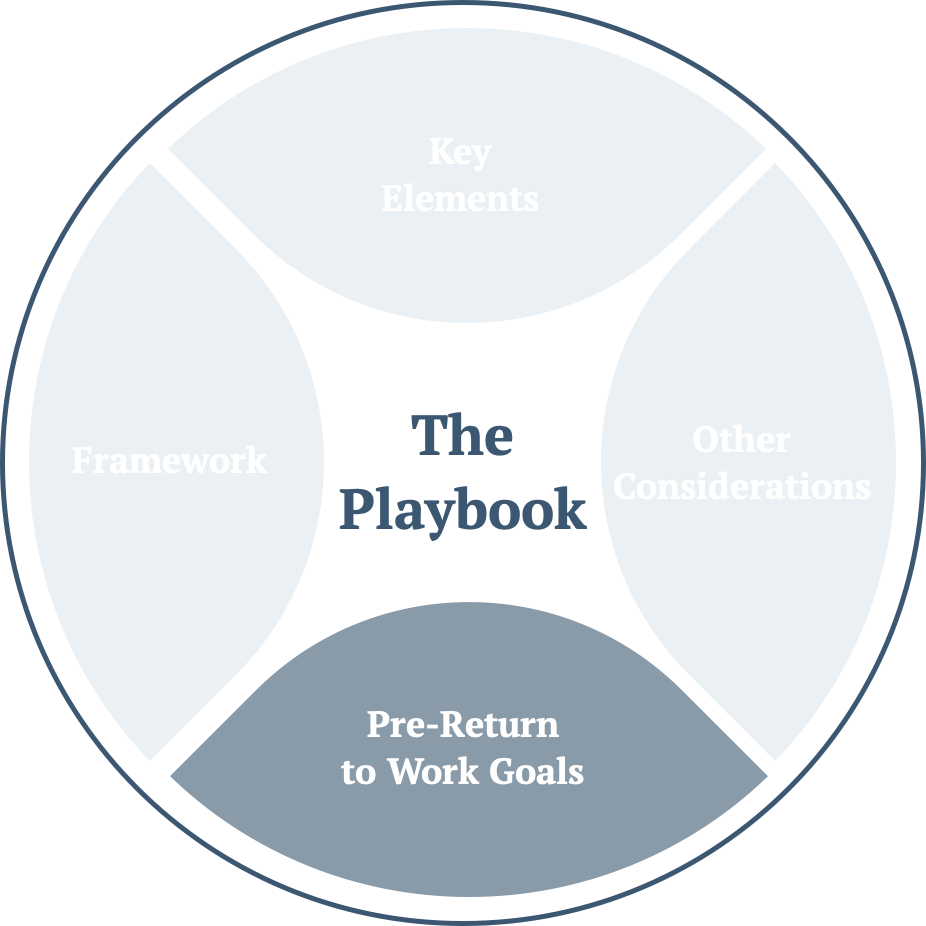 Key
Elements
Framework
The
Playbook
Other
Considerations
Pre-Return
to Work Goals